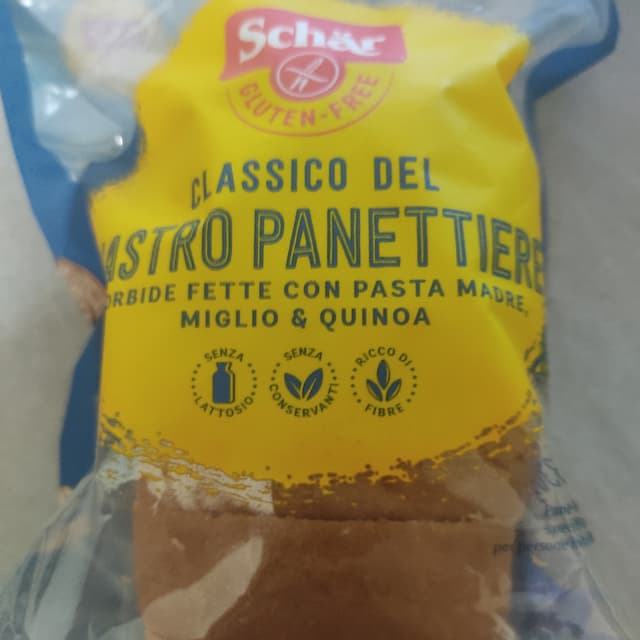 Schär
GLUTEN-FREE
CLASSICO DEL
ASTRO PANETTIERE
ORBIDE FETTE CON PASTA MADRE,
MIGLIO & QUINOA
SENZA LATTOSIO
SENZA CONSERVANTI
RICCO DI FIBRE